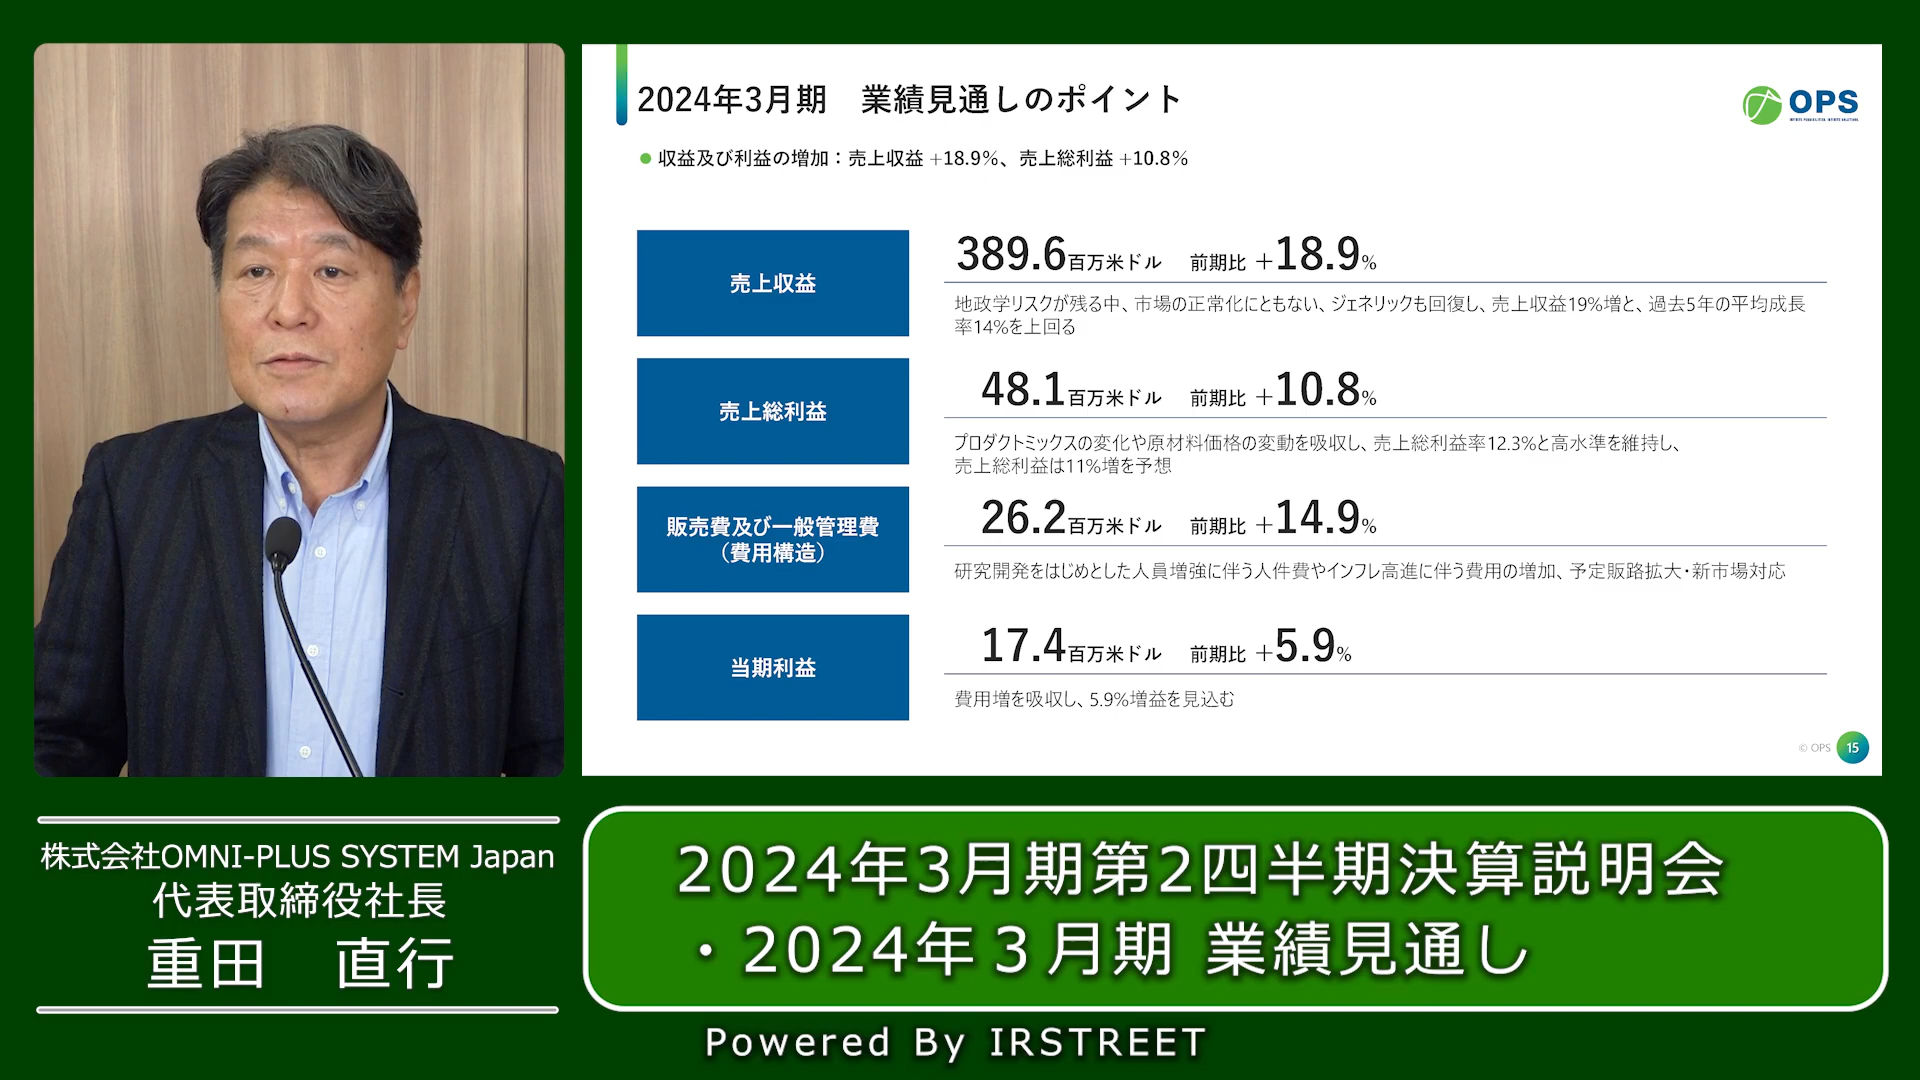 2024年3月期　業績見通しのポイント
OPS
収益及び利益の増加：売上収益 +18.9%、売上総利益 +10.8%
売上収益
389.6百万米ドル　前期比 +18.9%
地政学リスクが残る中、市場の正常化にともない、ジェネリックも回復し、売上収益19%増と、過去5年の平均成長
率14%を上回る
売上総利益
48.1百万米ドル　前期比 +10.8%
プロダクトミックスの変化や原材料価格の変動を吸収し、売上総利益率12.3%と高水準を維持し、
売上総利益は11%増を予想
販売費及び一般管理費
（費用構造）
26.2百万米ドル　前期比 +14.9%
研究開発をはじめとした人員増強に伴う人件費やインフレ高進に伴う費用の増加、予定販路拡大・新市場対応
当期利益
17.4百万米ドル　前期比 +5.9%
費用増を吸収し、5.9%増益を見込む
© OPS 15
株式会社OMNI-PLUS SYSTEM Japan
代表取締役社長
重田　直行
2024年3月期第2四半期決算説明会
・2024年３月期 業績見通し
Powered By IRSTREET